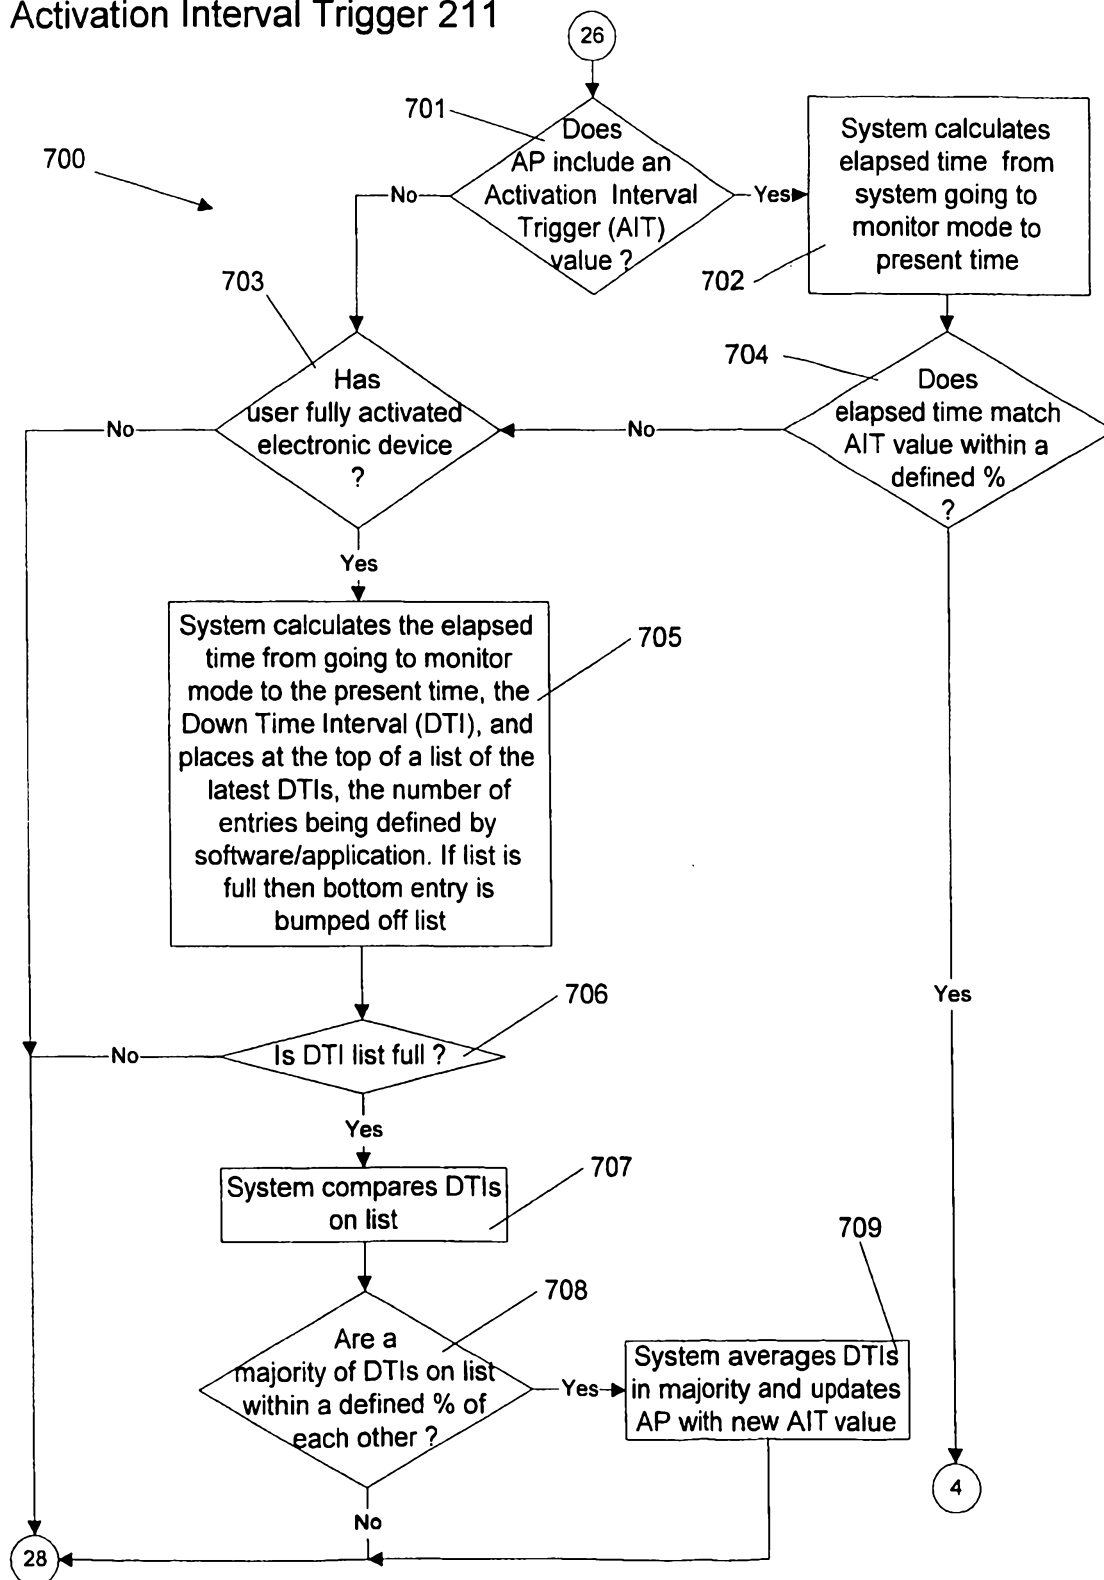 Activation Interval Trigger 211
26
701
Does
AP include an
Activation Interval
Trigger (AIT)
value ?
No
Yes
System calculates
elapsed time from
system going to
monitor mode to
present time
700
702
703
704
Has
user fully activated
electronic device
?
Does
elapsed time match
AIT value within a
defined %
?
No
No
Yes
System calculates the elapsed
time from going to monitor
mode to the present time, the
Down Time Interval (DTI), and
places at the top of a list of the
latest DTIs, the number of
entries being defined by
software/application. If list is
full then bottom entry is
bumped off list
705
Yes
706
Is DTI list full ?
No
Yes
System compares DTIs
on list
707
708
709
Are a
majority of DTIs on list
within a defined % of
each other ?
Yes
System averages DTIs
in majority and updates
AP with new AIT value
4
No
28